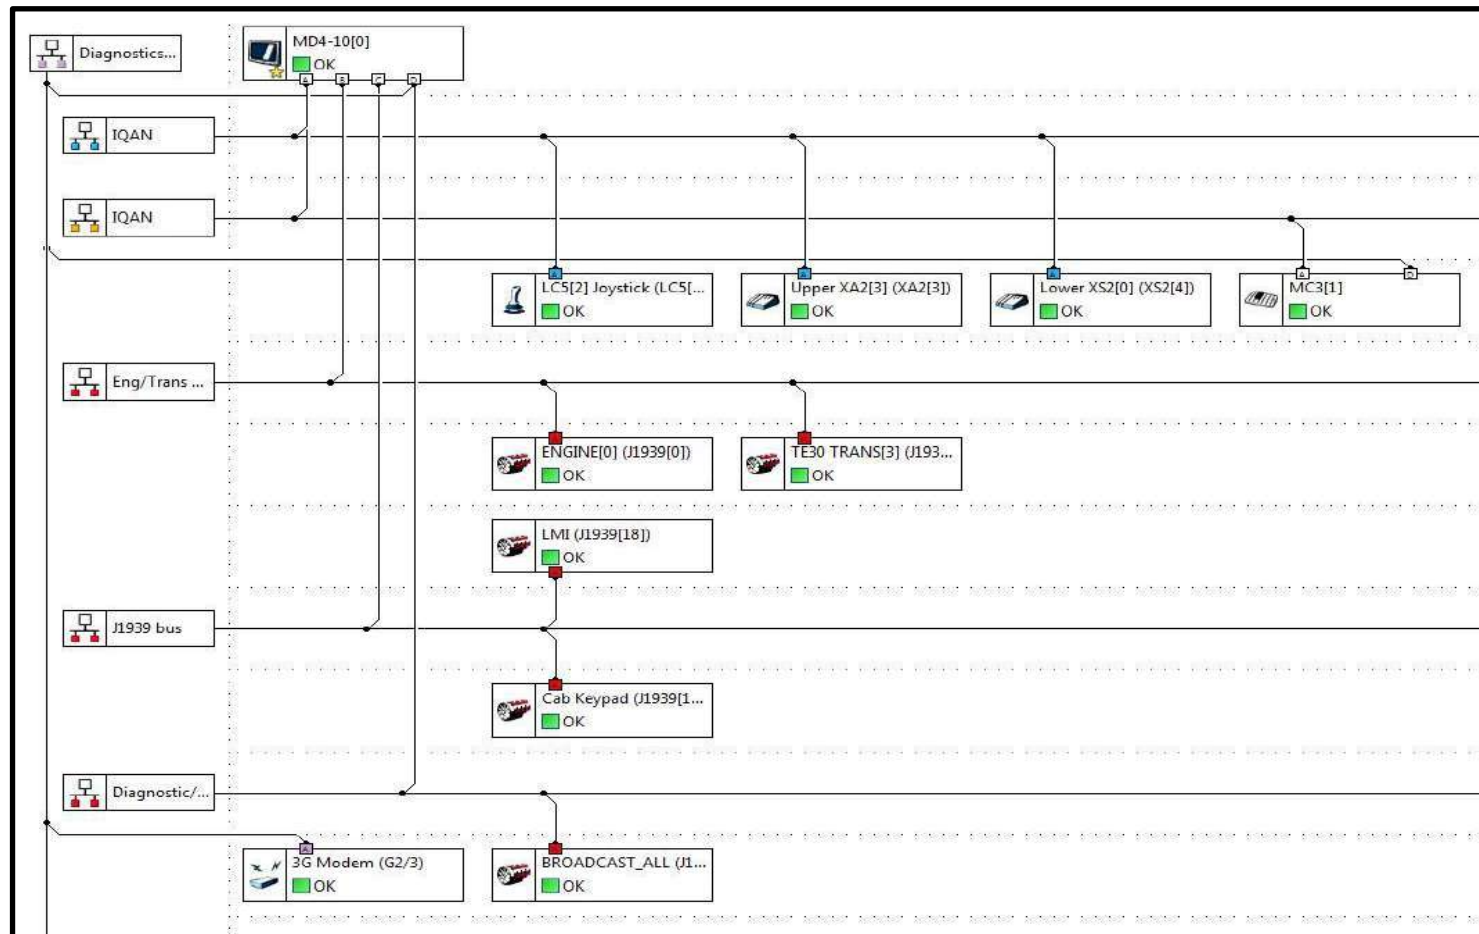 Diagnostics...
MD4-10[0]
OK
A B C D
IQAN
IQAN
A A A A D
LC5[2] Joystick (LC5[...
OK
Upper XA2[3] (XA2[3])
OK
Lower XS2[0] (XS2[4])
OK
MC3[1]
OK
Eng/Trans ...
ENGINE[0] (J1939[0])
OK
TE30 TRANS[3] (J193...
OK
LMI (J1939[18])
OK
J1939 bus
Cab Keypad (J1939[1...
OK
Diagnostic/...
A
3G Modem (G2/3)
OK
BROADCAST_ALL (J1...
OK